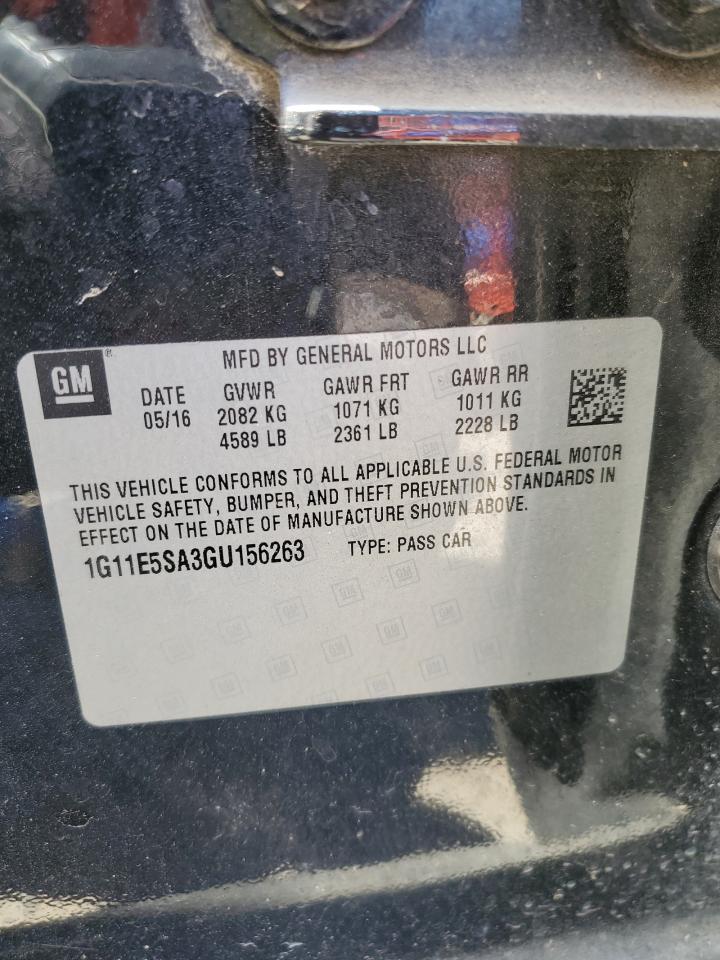 GM ®
MFD BY GENERAL MOTORS LLC
DATE GVWR GAWR FRT GAWR RR
05/16 2082 KG 1071 KG 1011 KG
4589 LB 2361 LB 2228 LB
THIS VEHICLE CONFORMS TO ALL APPLICABLE U.S. FEDERAL MOTOR
VEHICLE SAFETY, BUMPER, AND THEFT PREVENTION STANDARDS IN
EFFECT ON THE DATE OF MANUFACTURE SHOWN ABOVE.
1G11E5SA3GU156263 TYPE: PASS CAR